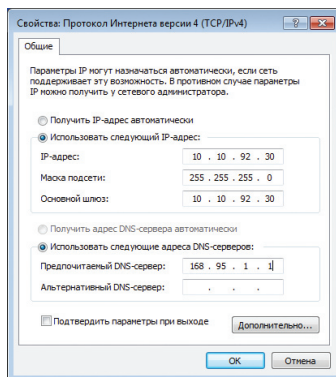 Свойства: Протокол Интернета версии 4 (TCP/IPv4)
Общие
Параметры IP могут назначаться автоматически, если сеть
поддерживает эту возможность. В противном случае параметры
IP можно получить у сетевого администратора.
Получить IP-адрес автоматически
Использовать следующий IP-адрес:
IP-адрес: 10 . 10 . 92 . 30
Маска подсети: 255 . 255 . 255 . 0
Основной шлюз: 10 . 10 . 92 . 30
Получить адрес DNS-сервера автоматически
Использовать следующие адреса DNS-серверов:
Предпочитаемый DNS-сервер: 168 . 95 . 1 . 1
Альтернативный DNS-сервер: . . .
Подтвердить параметры при выходе
Дополнительно...
ОК Отмена